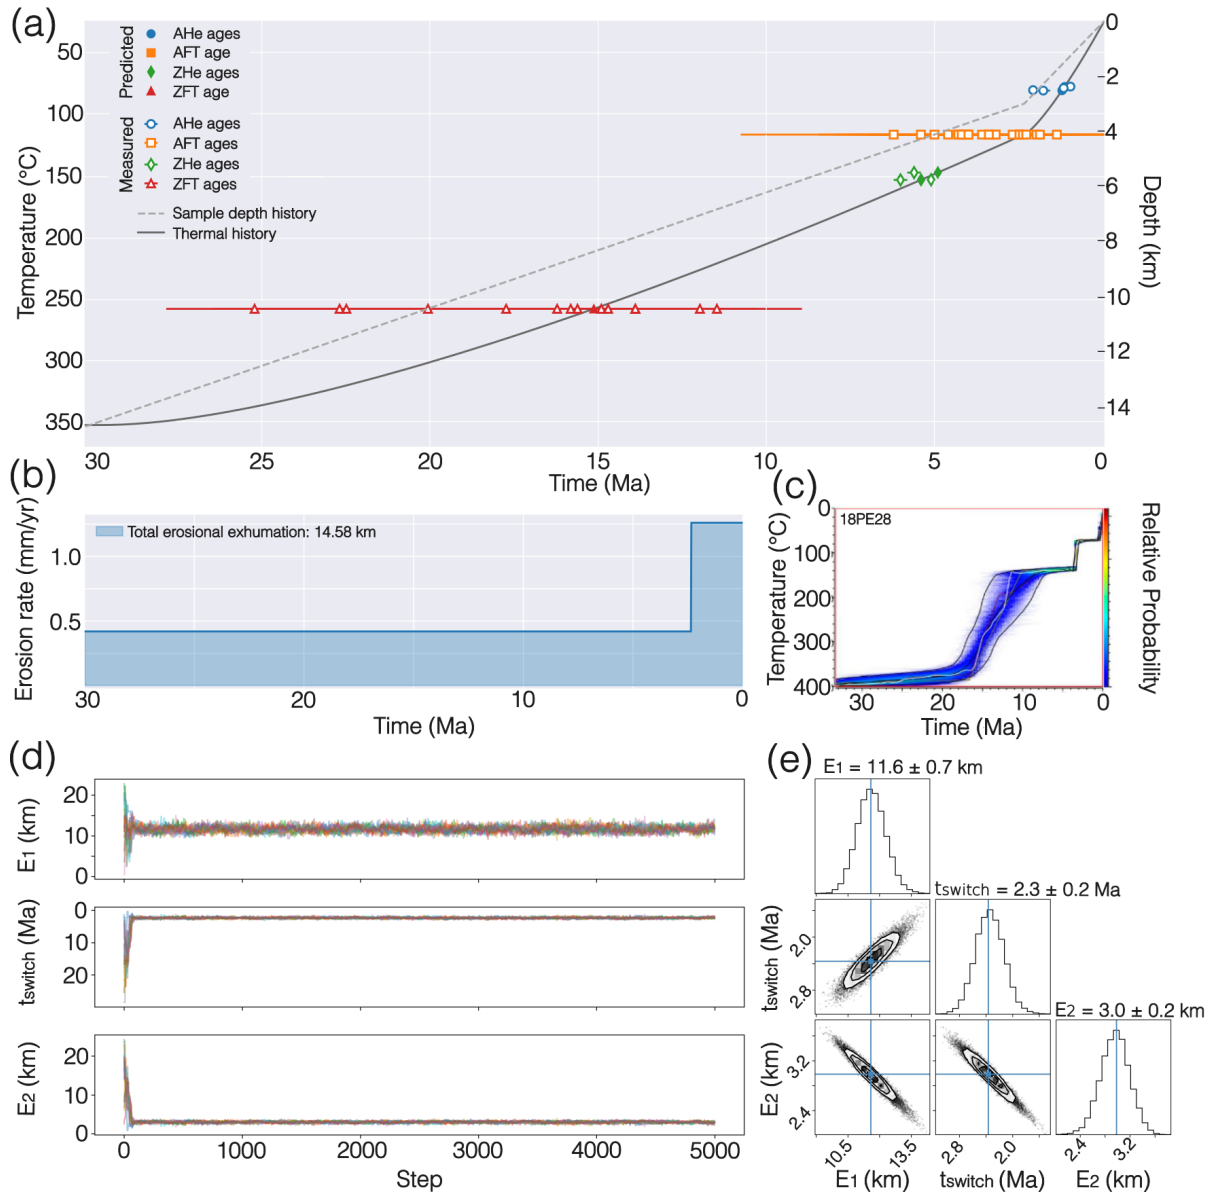 (a)
Predicted
AHe ages
AFT age
ZHe ages
ZFT age
Measured
AHe ages
AFT ages
ZHe ages
ZFT ages
Sample depth history
Thermal history
Temperature (°C)
50
100
150
200
250
300
350
0
2
4
6
8
10
12
14
Depth (km)
30
25
20
15
10
5
0
Time (Ma)
(b)
Total erosional exhumation: 14.58 km
Erosion rate (mm/yr)
1.0
0.5
30
20
10
0
Time (Ma)
(c)
18PE28
Temperature (°C)
0
100
200
300
400
30
20
10
0
Time (Ma)
Relative Probability
(d)
E1 (km)
20
10
0
tswitch (Ma)
0
10
20
E2 (km)
20
10
0
0
1000
2000
3000
4000
5000
Step
(e)
E1 = 11.6 ± 0.7 km
tswitch = 2.3 ± 0.2 Ma
E2 = 3.0 ± 0.2 km
tswitch (Ma)
2.0
2.8
E2 (km)
3.2
2.4
10.5
13.5
E1 (km)
2.8
2.0
tswitch (Ma)
2.4
3.2
E2 (km)